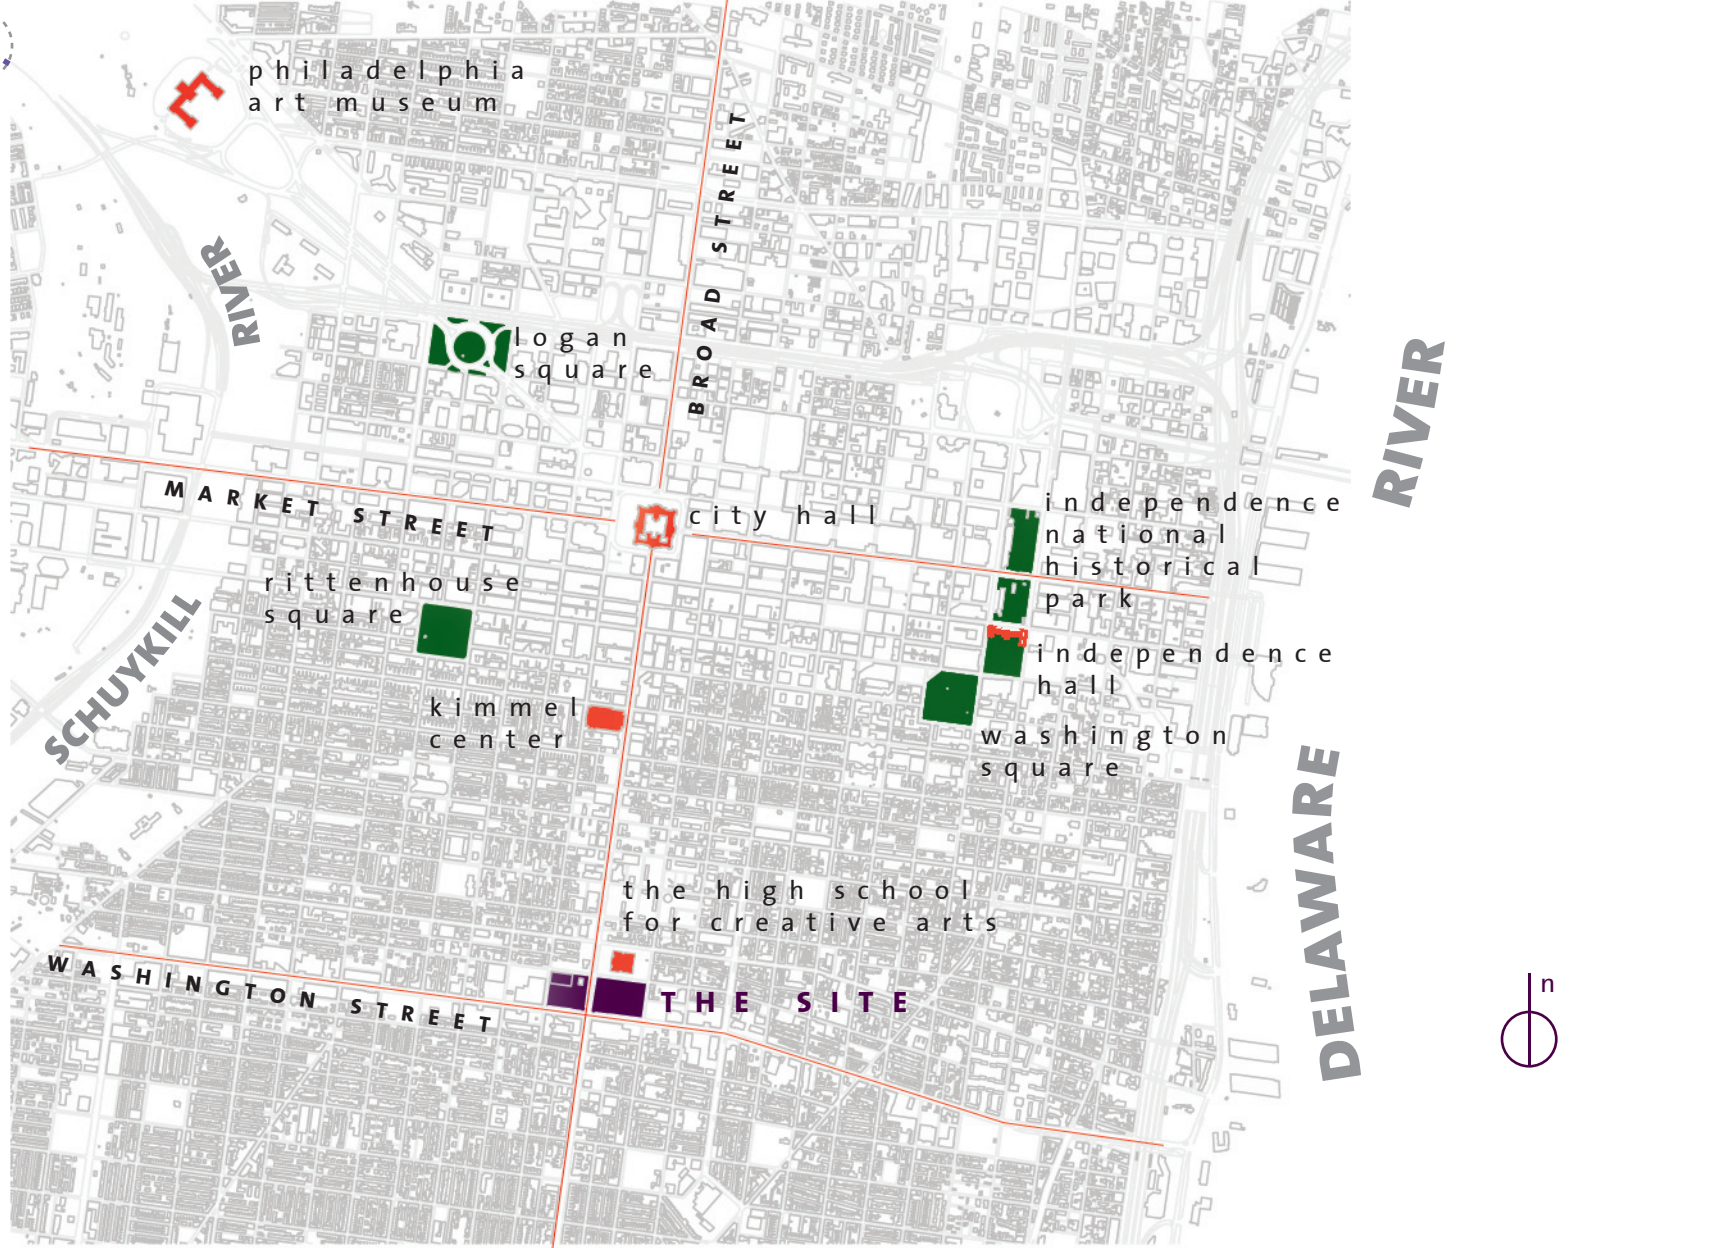 philadelphia
art museum
BROAD STREET
RIVER
logan
square
RIVER
MARKET STREET
city hall
independence
national
historical
park
rittenhouse
square
SCHUYKILL
independence
hall
kimmel
center
washington
square
DELAWARE
the high school
for creative arts
WASHINGTON STREET
THE SITE
n